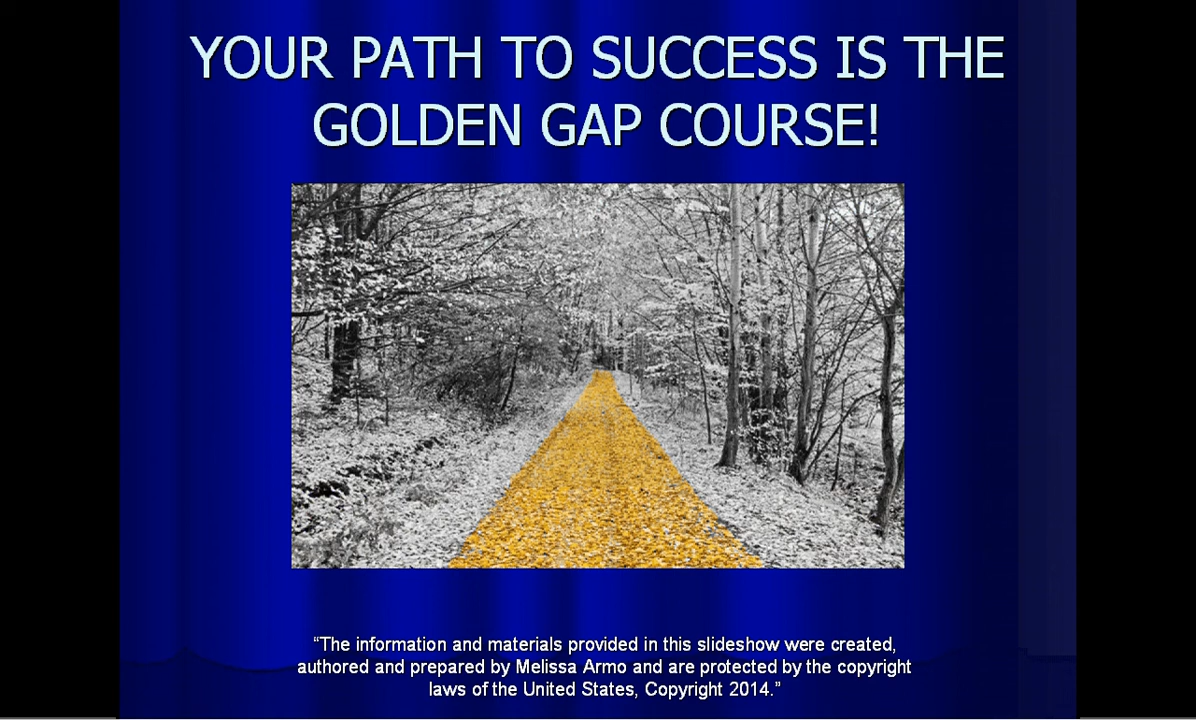 YOUR PATH TO SUCCESS IS THE
GOLDEN GAP COURSE!
“The information and materials provided in this slideshow were created,
authored and prepared by Melissa Armo and are protected by the copyright
laws of the United States, Copyright 2014.”